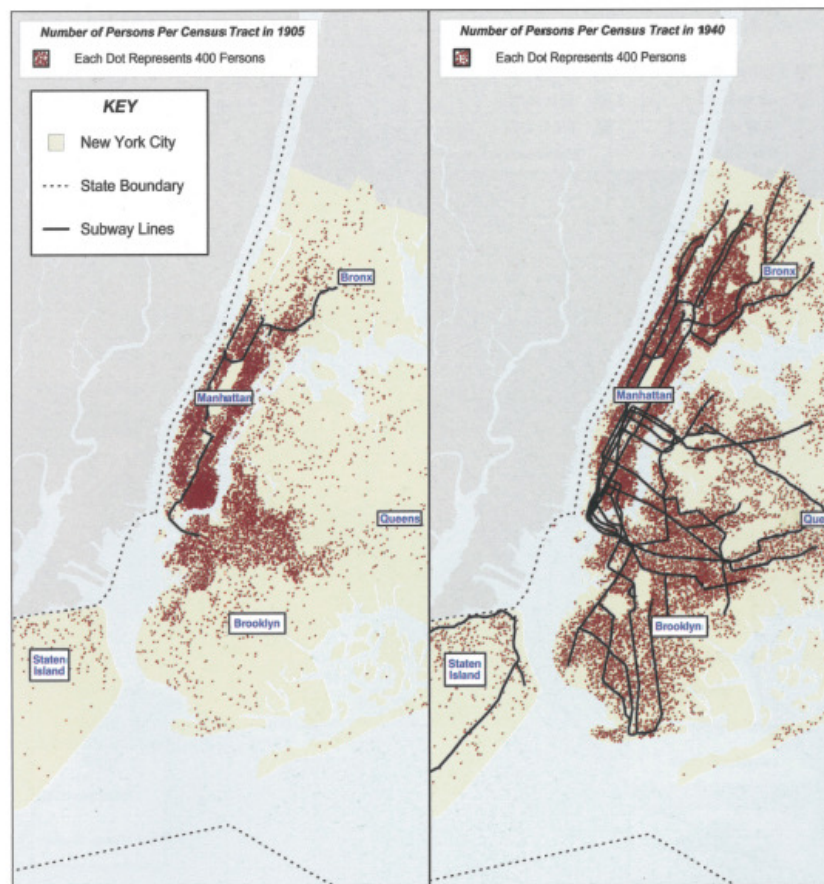 Number of Persons Per Census Tract in 1905
Each Dot Represents 400 Fersons
KEY
New York City
State Boundary
Subway Lines
Bronx
Manhattan
Queens
Brooklyn
Staten
Island
Number of Persons Per Census Tract in 1940
Each Dot Represents 400 Persons
Bronx
Manhattan
Que
Brooklyn
Staten
Island